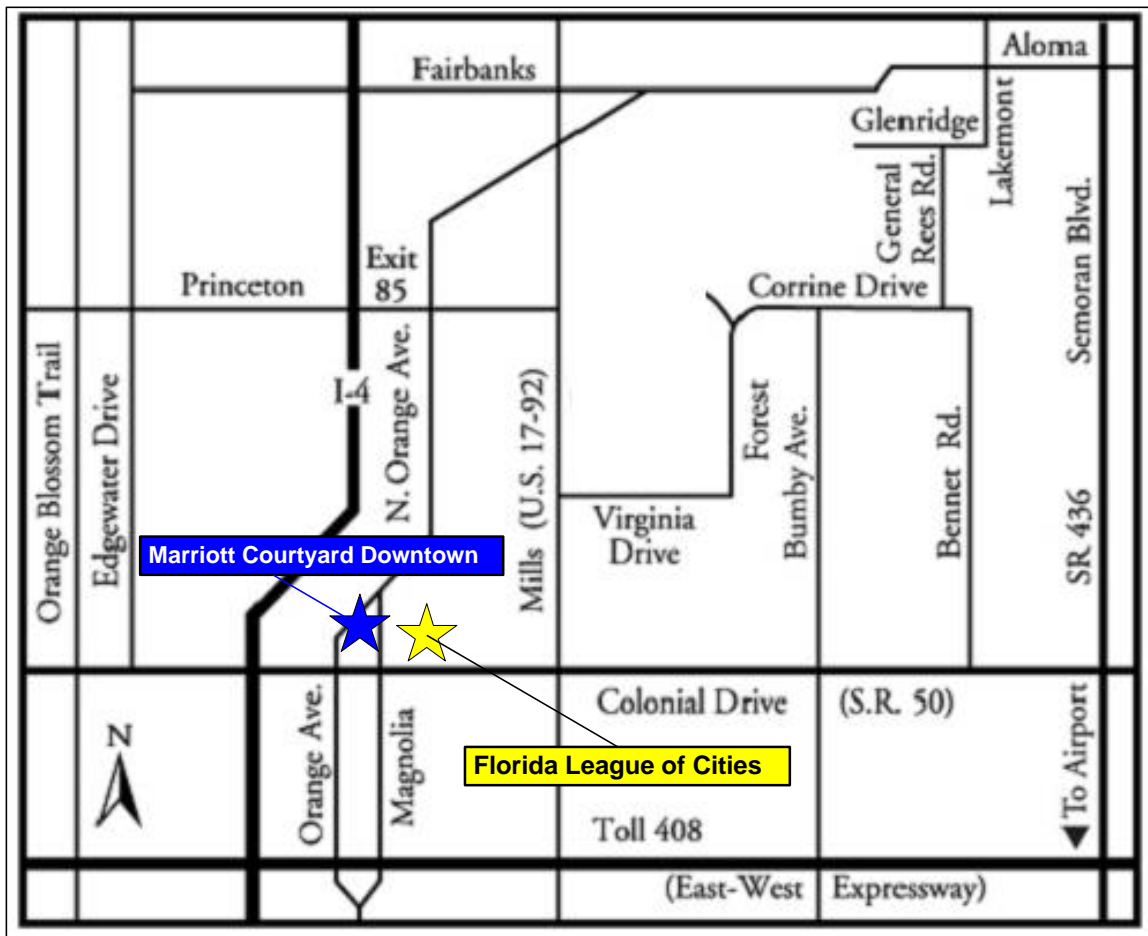 Aloma
Fairbanks
Glenridge
Lakemont
General
Rees Rd.
Semoran Blvd.
Exit
85
Princeton
Corrine Drive
Orange Blossom Trail
Edgewater Drive
I-4
N. Orange Ave.
Mills (U.S. 17-92)
Forest
Bumby Ave.
Bennet Rd.
SR 436
Virginia
Drive
Marriott Courtyard Downtown
Colonial Drive (S.R. 50)
N
Orange Ave.
Magnolia
Florida League of Cities
To Airport
Toll 408
(East-West Expressway)